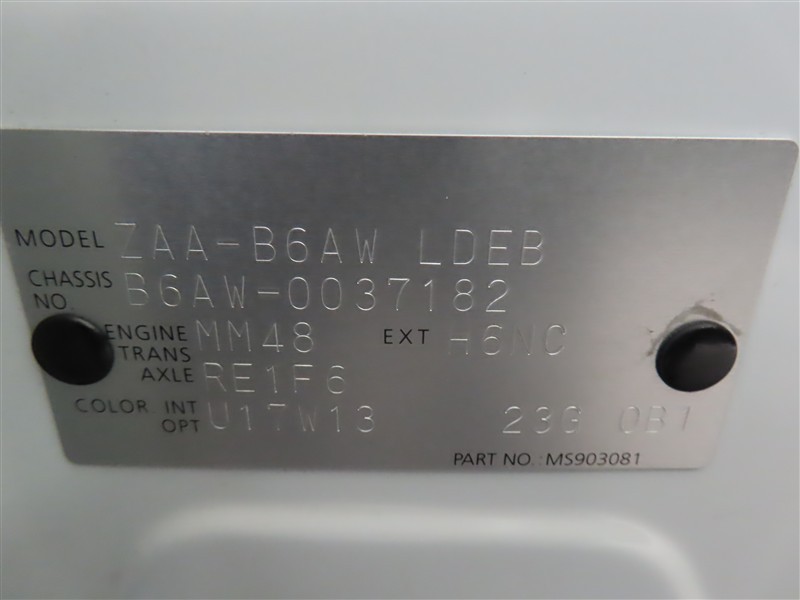 MODEL ZAA-B6AW LDEB
CHASSIS NO. B6AW-0037182
ENGINE MM48 EXT H6NC
TRANS AXLE RE1F6
COLOR INT OPT U17W13 23G 0B1
PART NO.: MS903081